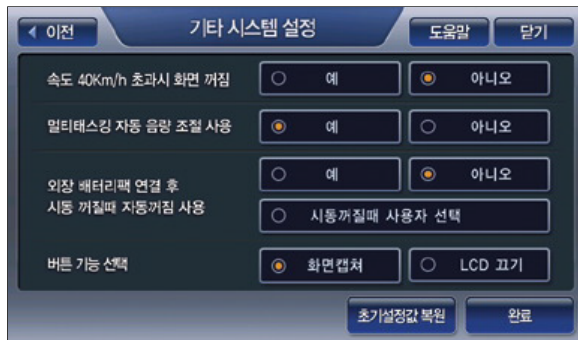 이전 기타 시스템 설정 도움말 닫기
속도 40Km/h 초과시 화면 꺼짐 예 아니오
멀티태스킹 자동 음량 조절 사용 예 아니오
외장 배터리팩 연결 후
시동 꺼질때 자동꺼짐 사용
예 아니오
시동꺼질때 사용자 선택
버튼 기능 선택 화면캡쳐 LCD 끄기
초기설정값 복원 완료